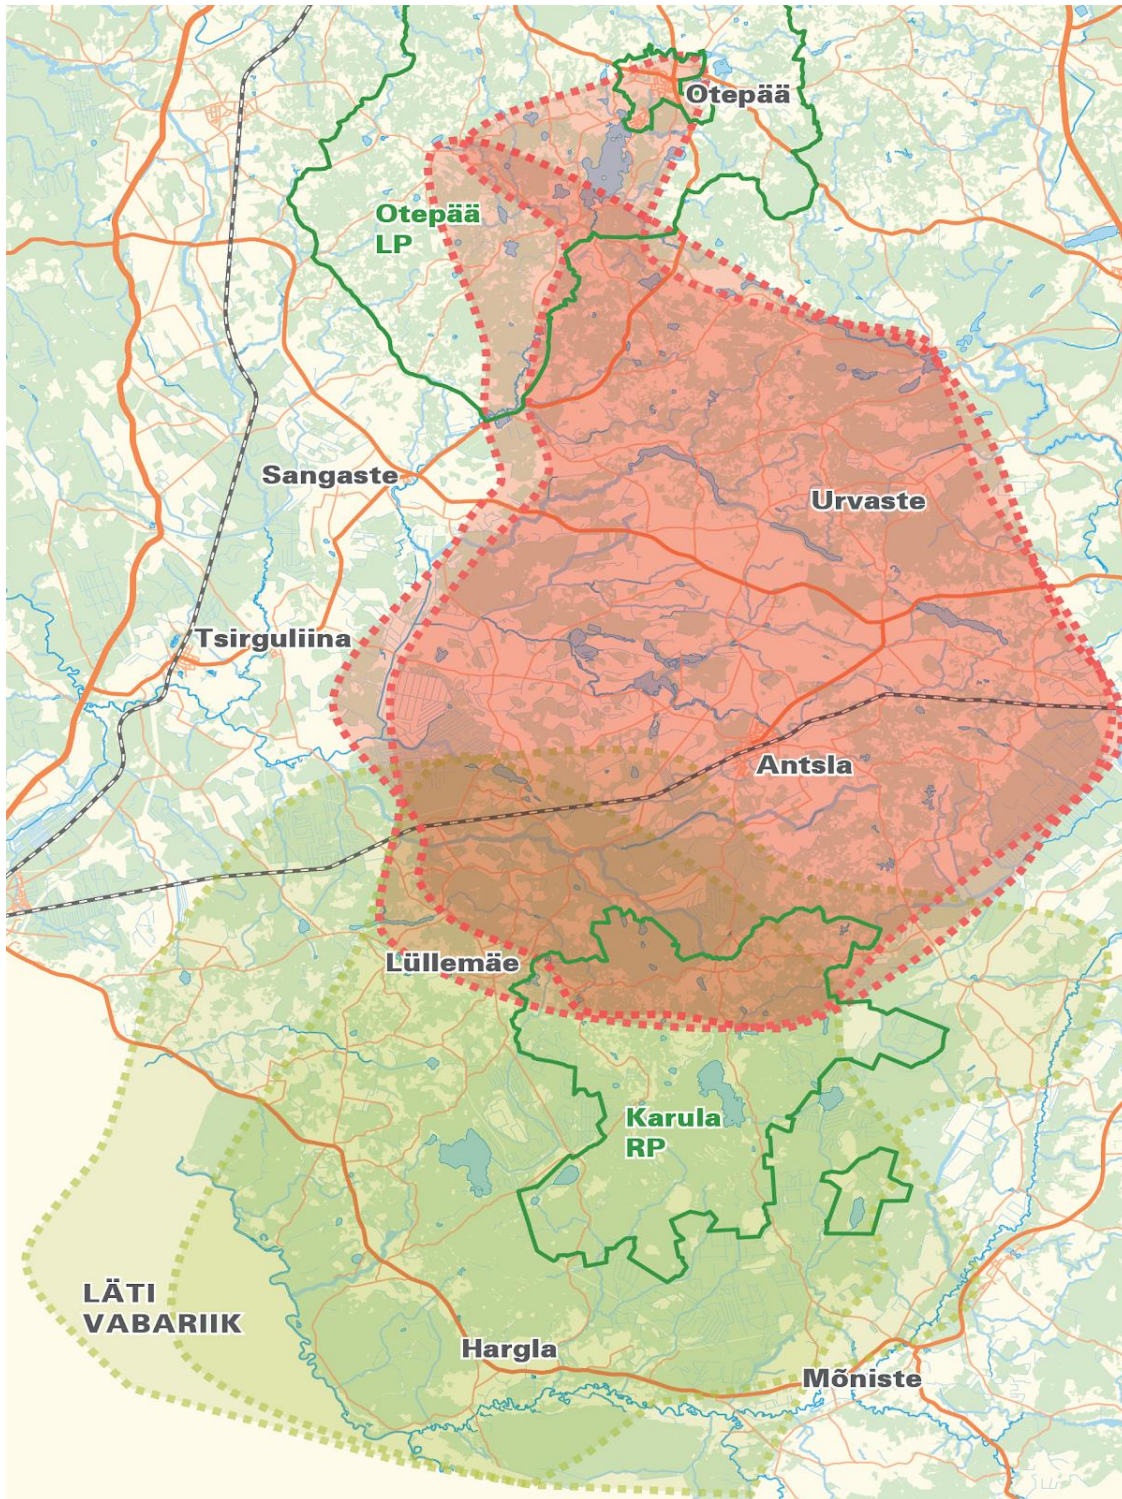 Otepää
Otepää
LP
Sangaste
Urvaste
Tsirguliina
Antsla
Lüllemäe
Karula
RP
LÄTI
VABARIIK
Hargla
Mõniste